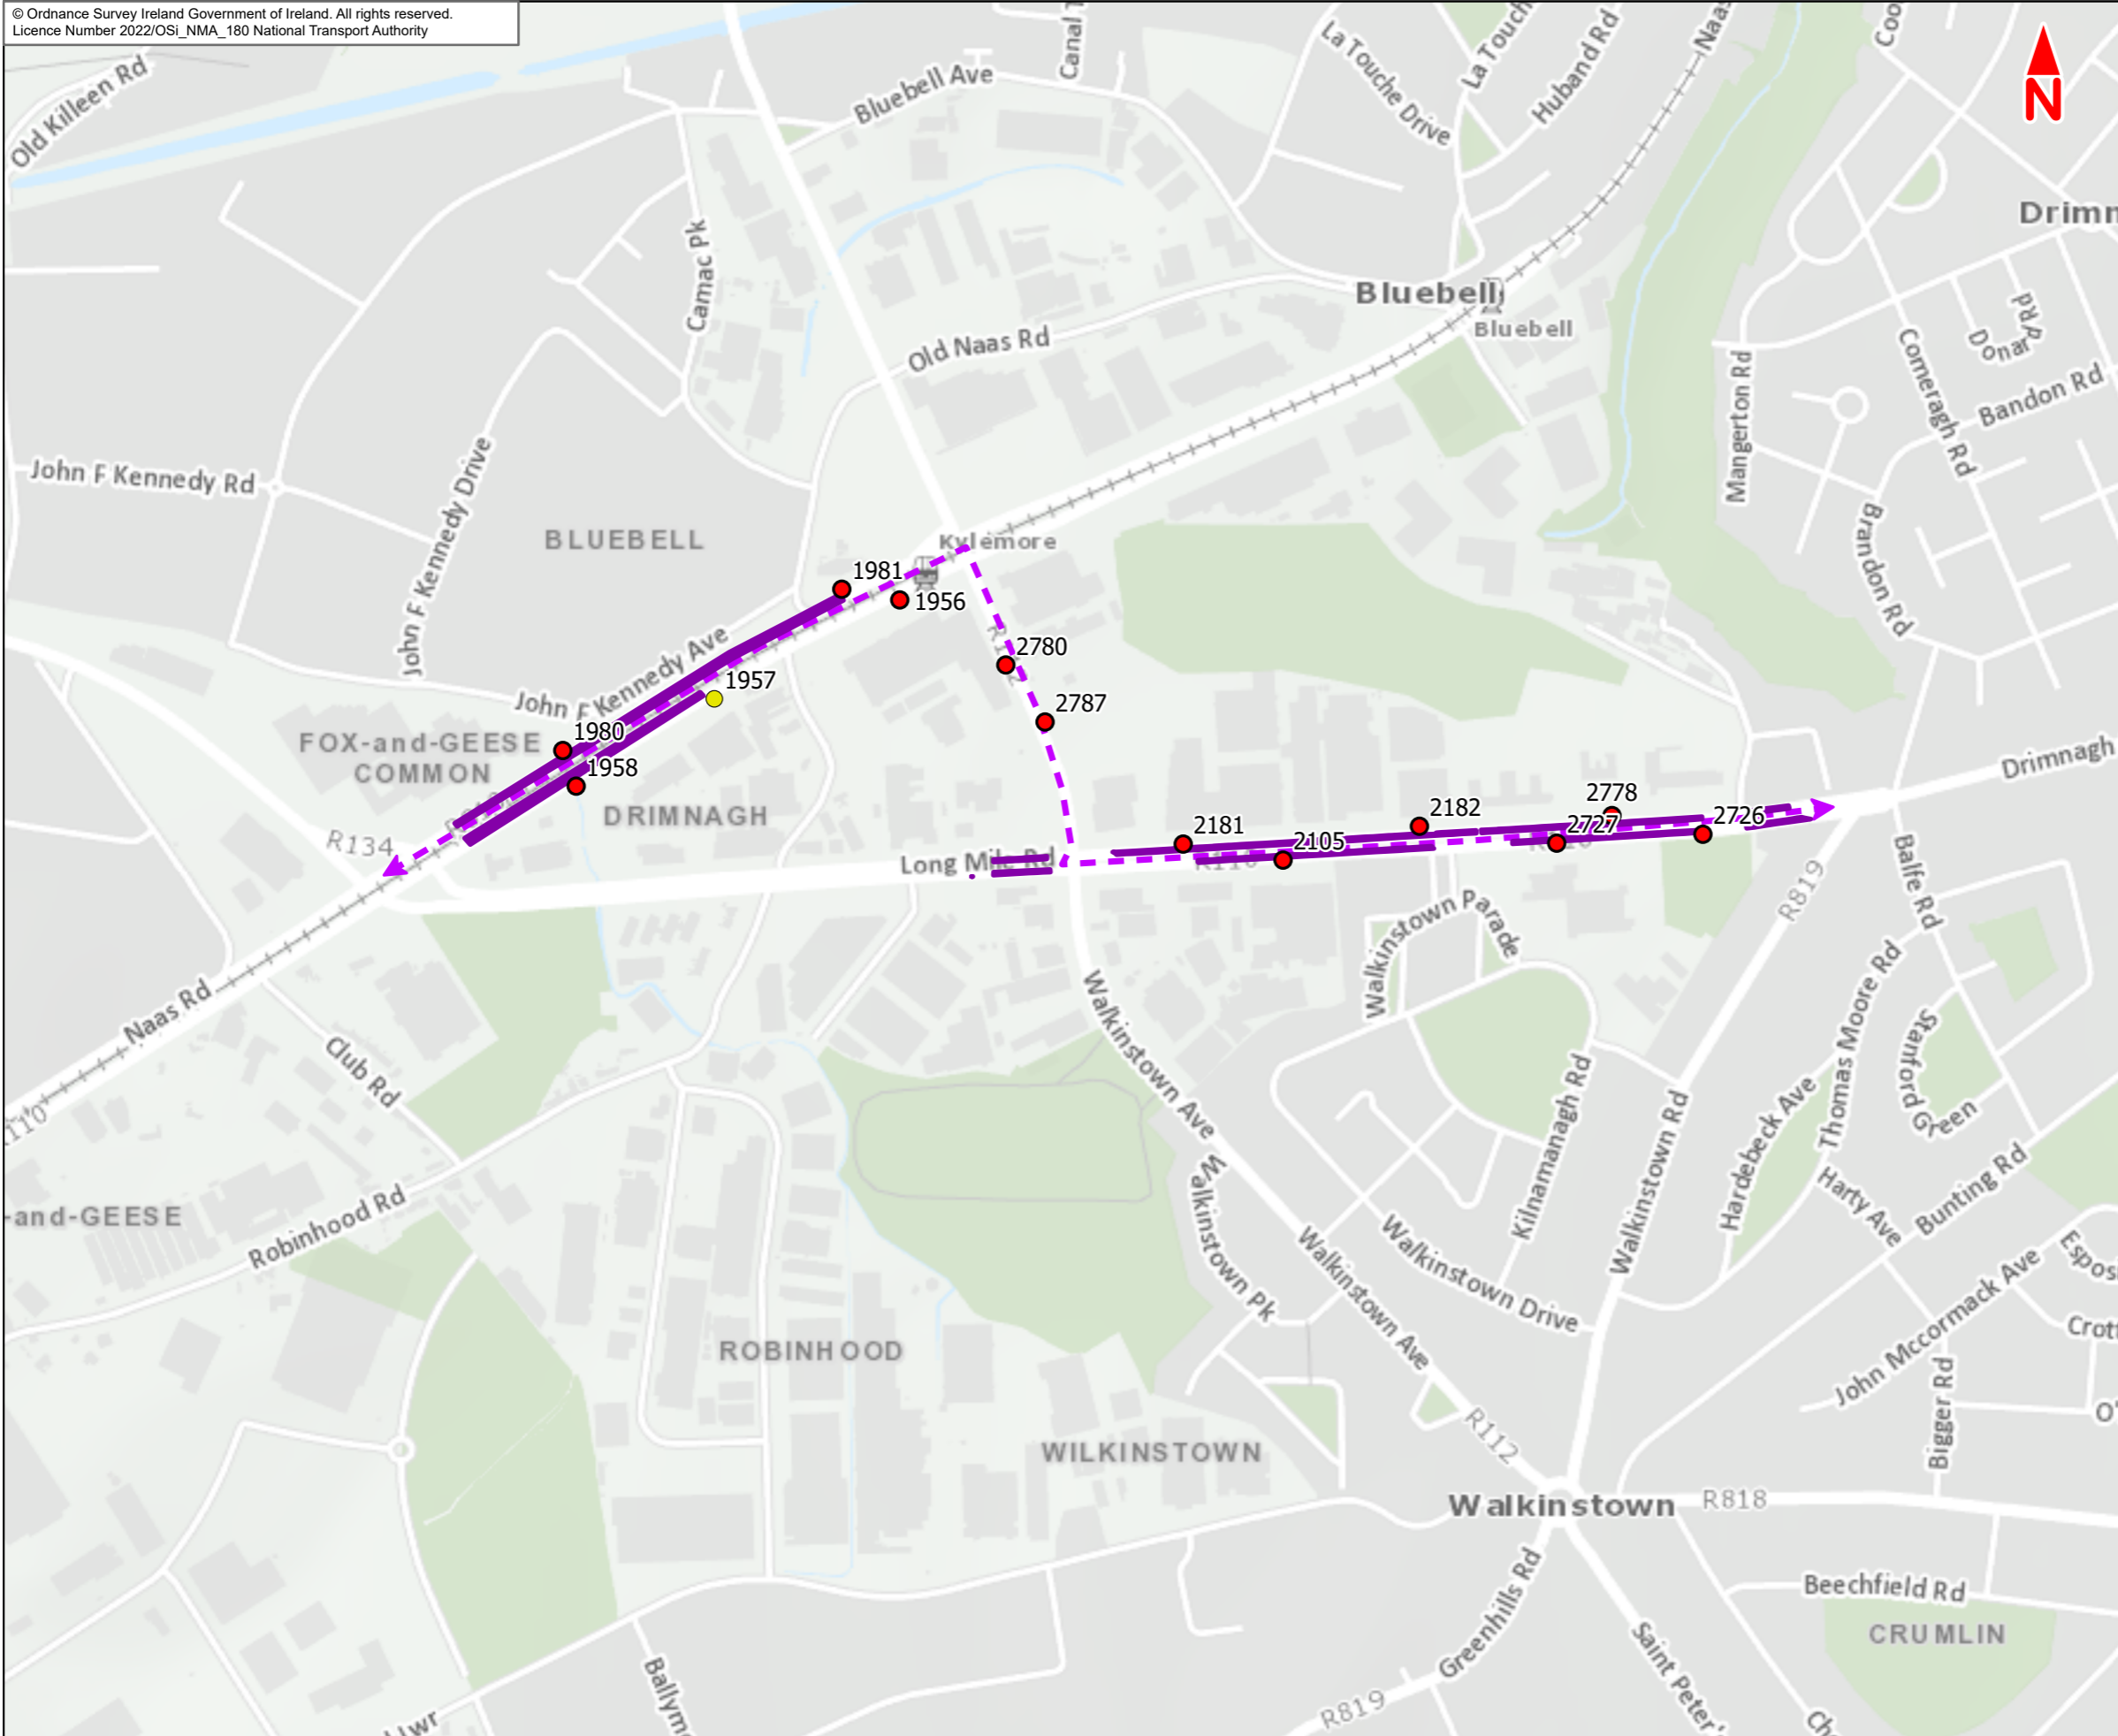 © Ordnance Survey Ireland Government of Ireland. All rights reserved.
Licence Number 2022/OSi_NMA_180 National Transport Authority
N
Old Killeen Rd
Bluebell Ave
La Touche Drive
Huband Rd
Camac Pk
Old Naas Rd
Bluebell
Bluebell
Mangerton Rd
Comeragh Rd
Bandon Rd
Brandon Rd
John F Kennedy Rd
John F Kennedy Drive
BLUEBELL
Kylemore
1981
1956
John F Kennedy Ave
2780
2787
1957
1980
1958
FOX-and-GEESE
COMMON
DRIMNAGH
R134
Long Mile Rd
2181
2105
2182
2727
2778
2726
Drimnagh
R819
Balfe Rd
Walkinstown Parade
Naas Rd
Club Rd
Walkinstown Ave
Thomas Moore Rd
Stanford Green
Hardebeck Ave
Kilnamanagh Rd
Walkinstown Rd
Harty Ave
Bunting Rd
-and-GEESE
Robinhood Rd
Walkinstown Pk
Walkinstown Ave
Walkinstown Drive
John Mccormack Ave
Bigger Rd
ROBINHOOD
WILKINSTOWN
R112
Walkinstown
R818
Greenhills Rd
Beechfield Rd
CRUMLIN
R819